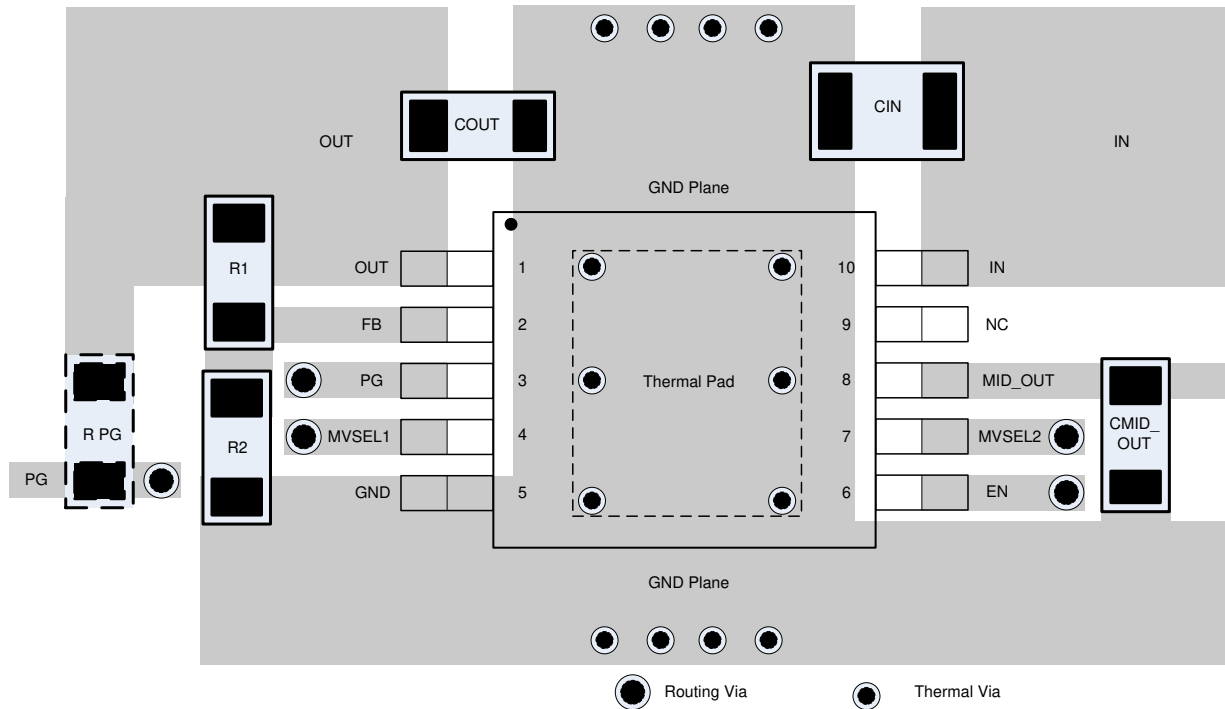 COUT
CIN
OUT
IN
GND Plane
R1
OUT
1
10
IN
FB
2
9
NC
PG
3
Thermal Pad
8
MID_OUT
R PG
R2
MVSEL1
4
7
MVSEL2
CMID_
OUT
PG
GND
5
6
EN
GND Plane
Routing Via
Thermal Via